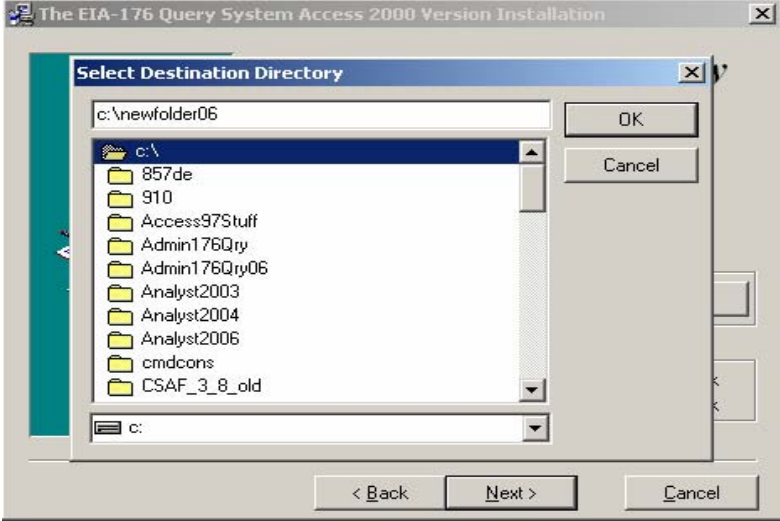 The EIA-176 Query System Access 2000 Version Installation
Select Destination Directory
c:\newfolder06
OK
Cancel
c:\
857de
910
Access97Stuff
Admin176Qry
Admin176Qry06
Analyst2003
Analyst2004
Analyst2006
cmdcons
CSAF_3_8_old
c:
< Back
Next >
Cancel